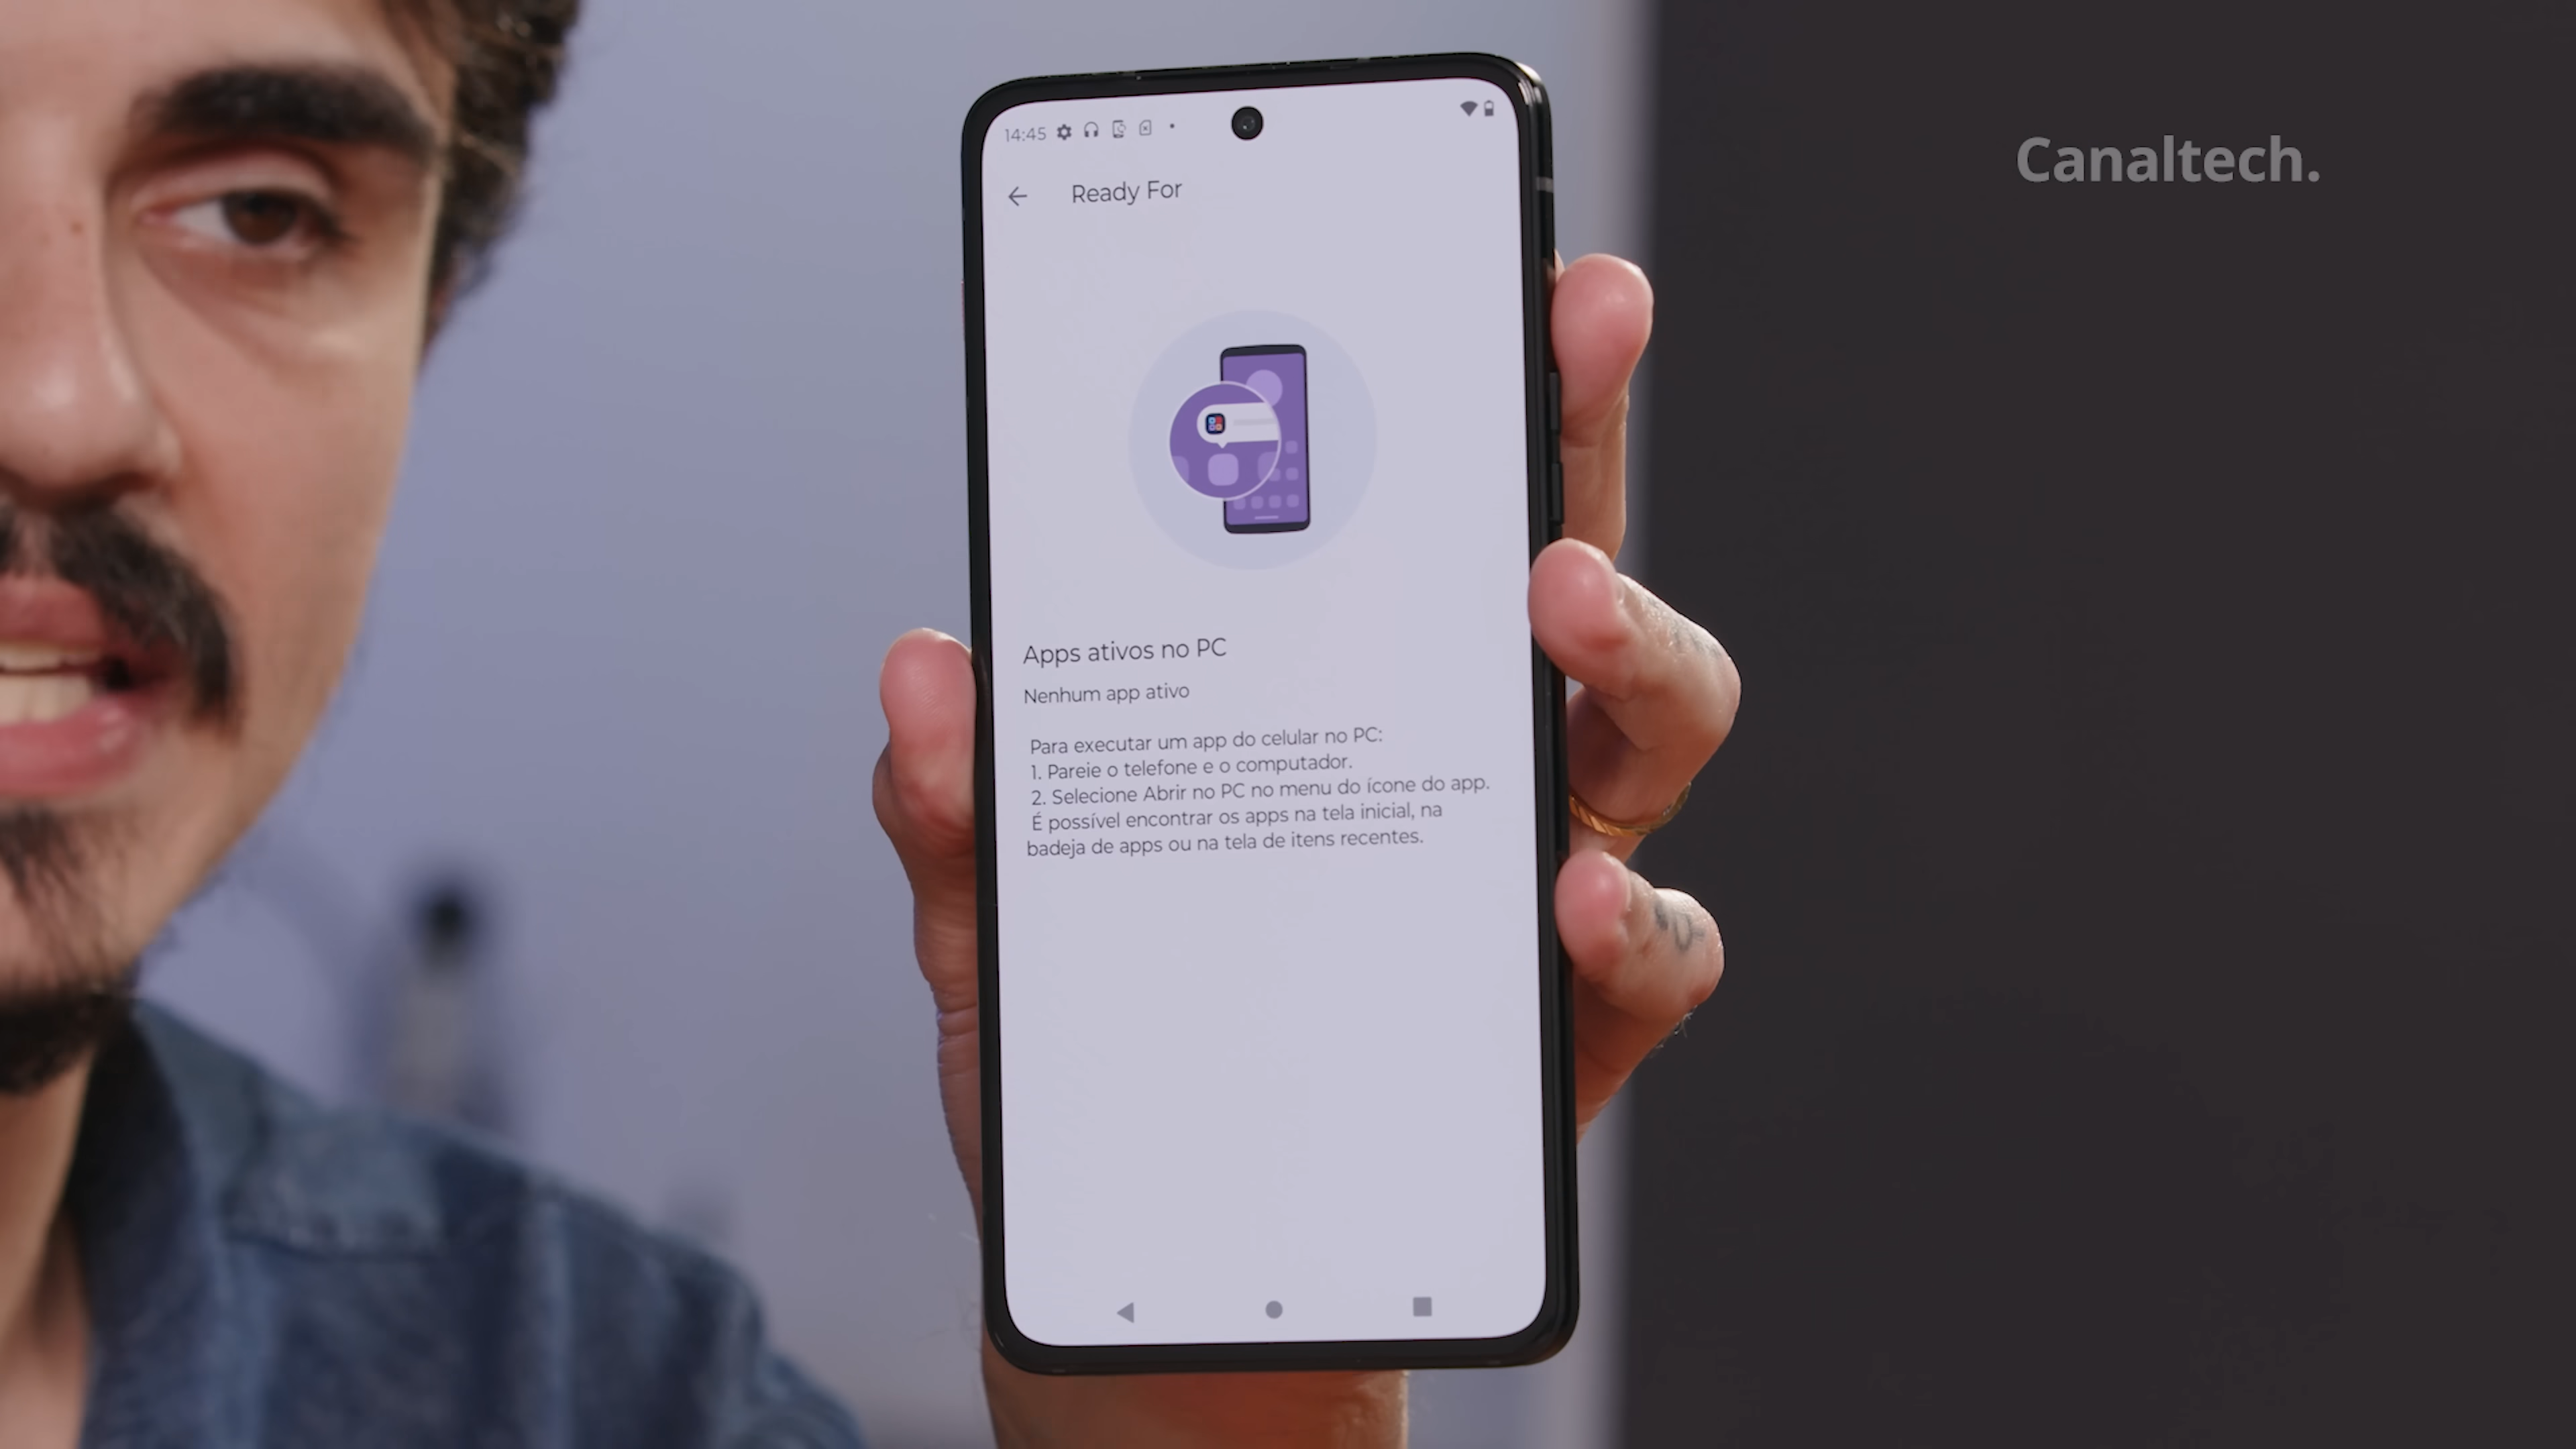 Canaltech.
14:45
Ready For
Apps ativos no PC
Nenhum app ativo
Para executar um app do celular no PC:
1. Pareie o telefone e o computador.
2. Selecione Abrir no PC no menu do ícone do app.
É possível encontrar os apps na tela inicial, na
badeja de apps ou na tela de itens recentes.